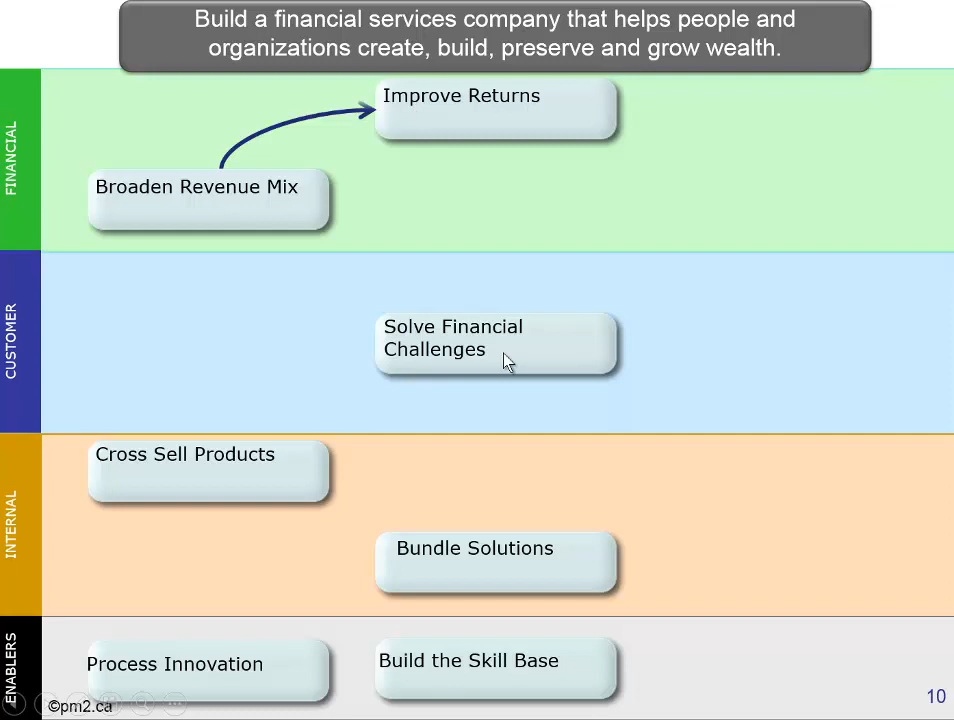 Build a financial services company that helps people and
organizations create, build, preserve and grow wealth.
FINANCIAL
Improve Returns
Broaden Revenue Mix
CUSTOMER
Solve Financial
Challenges
INTERNAL
Cross Sell Products
Bundle Solutions
ENABLERS
Process Innovation
Build the Skill Base
©pm2.ca
10